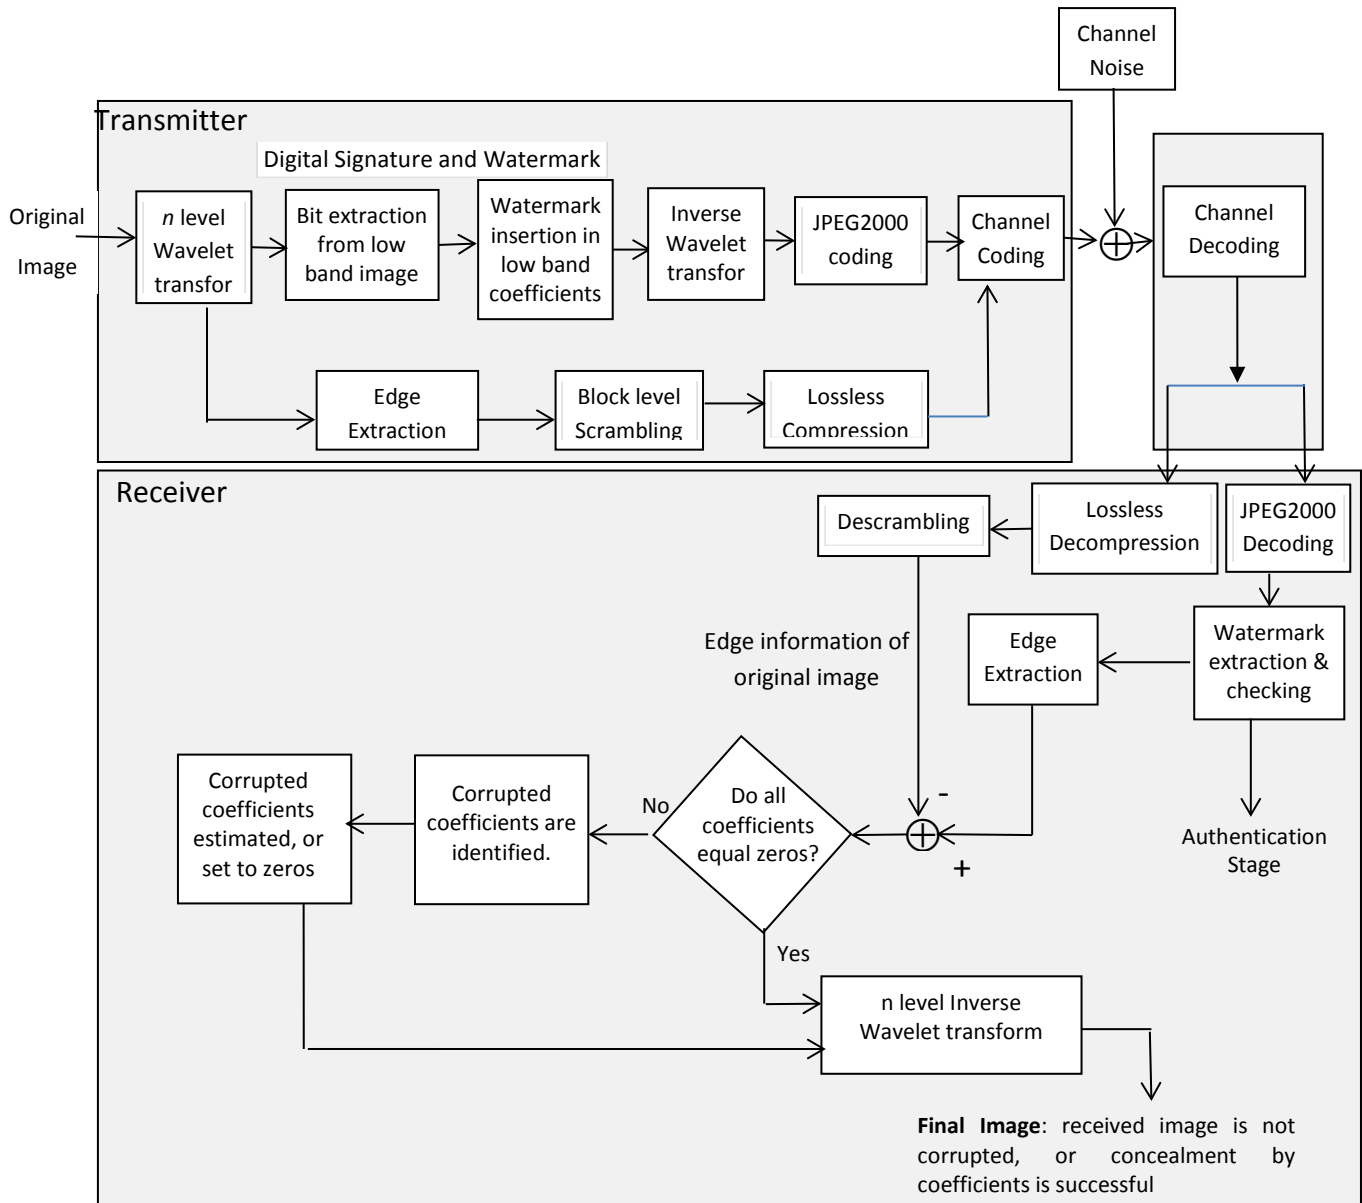 Channel
Noise
Transmitter
Digital Signature and Watermark
Original
Image
n level
Wavelet
transfor
Bit extraction
from low
band image
Watermark
insertion in
low band
coefficients
Inverse
Wavelet
transfor
JPEG2000
coding
Channel
Coding
Channel
Decoding
Edge
Extraction
Block level
Scrambling
Lossless
Compression
Receiver
Descrambling
Lossless
Decompression
JPEG2000
Decoding
Edge information of
original image
Edge
Extraction
Watermark
extraction &
checking
Corrupted
coefficients
estimated, or
set to zeros
Corrupted
coefficients are
identified.
No
Do all
coefficients
equal zeros?
-
+
Authentication
Stage
Yes
n level Inverse
Wavelet transform
Final Image: received image is not
corrupted, or concealment by
coefficients is successful